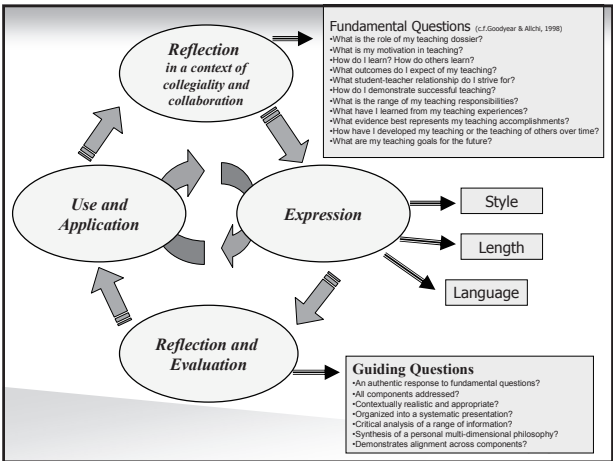 Reflection
in a context of
collegiality and
collaboration
Fundamental Questions (c.f.Goodyear & Allchi, 1998)
•What is the role of my teaching dossier?
•What is my motivation in teaching?
•How do I learn? How do others learn?
•What outcomes do I expect of my teaching?
•What student-teacher relationship do I strive for?
•How do I demonstrate successful teaching?
•What is the range of my teaching responsibilities?
•What have I learned from my teaching experiences?
•What evidence best represents my teaching accomplishments?
•How have I developed my teaching or the teaching of others over time?
•What are my teaching goals for the future?
Use and
Application
Expression
Style
Length
Language
Reflection and
Evaluation
Guiding Questions
•An authentic response to fundamental questions?
•All components addressed?
•Contextually realistic and appropriate?
•Organized into a systematic presentation?
•Critical analysis of a range of information?
•Synthesis of a personal multi-dimensional philosophy?
•Demonstrates alignment across components?